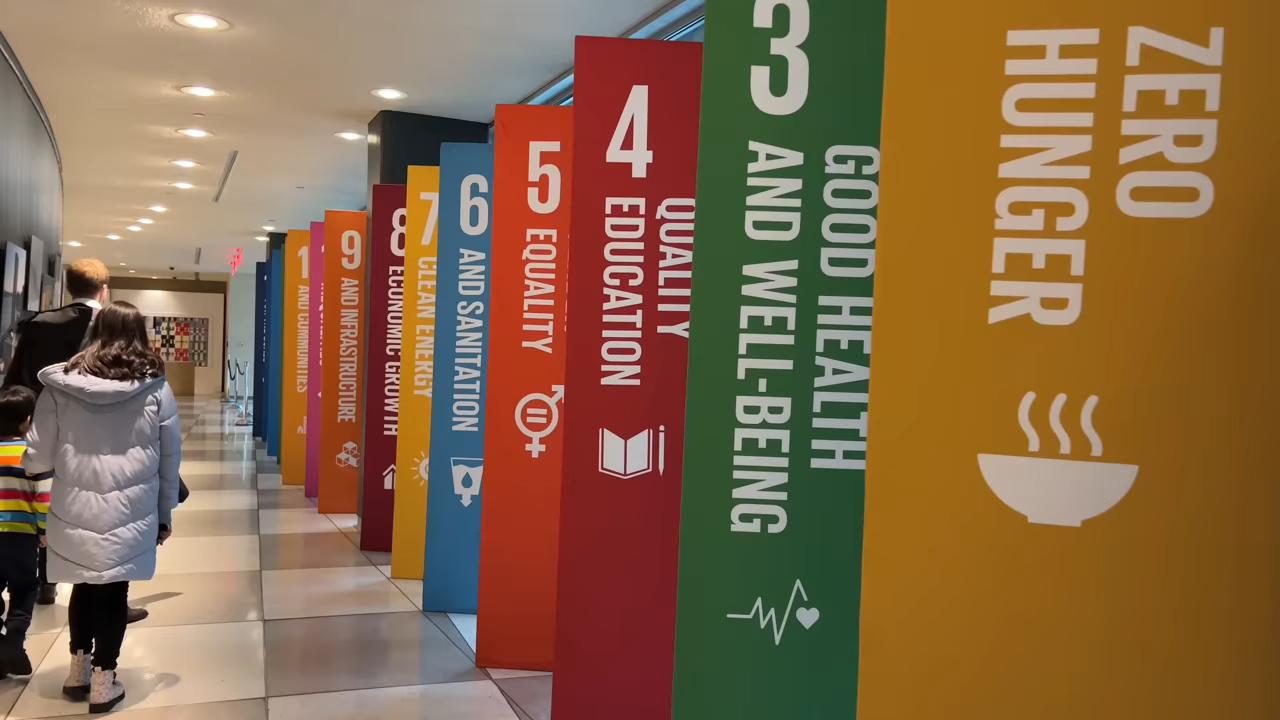 ZERO
HUNGER
3
GOOD HEALTH
AND WELL-BEING
4
QUALITY
EDUCATION
5
EQUALITY
6
AND SANITATION
7
CLEAN ENERGY
8
ECONOMIC GROWTH
9
AND INFRASTRUCTURE
1
AND COMMUNITIES